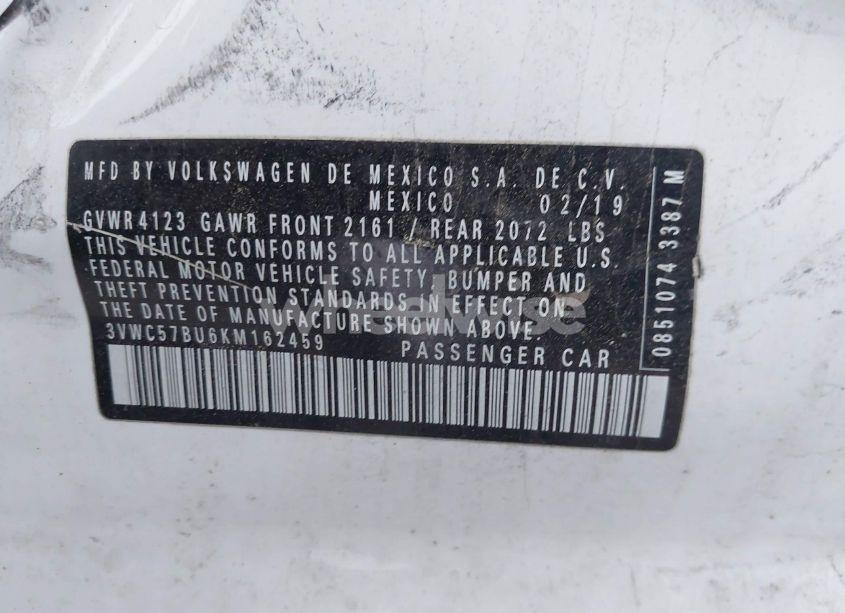 MFD BY VOLKSWAGEN DE MEXICO S.A. DE C.V.
MEXICO 02/19
GVWR 4123 GAWR FRONT 2161 / REAR 2072 LBS
THIS VEHICLE CONFORMS TO ALL APPLICABLE U.S.
FEDERAL MOTOR VEHICLE SAFETY, BUMPER AND
THEFT PREVENTION STANDARDS IN EFFECT ON
THE DATE OF MANUFACTURE SHOWN ABOVE.
3VWC57BU6KM162459
PASSENGER CAR
0851074 3387 M
wheelwise